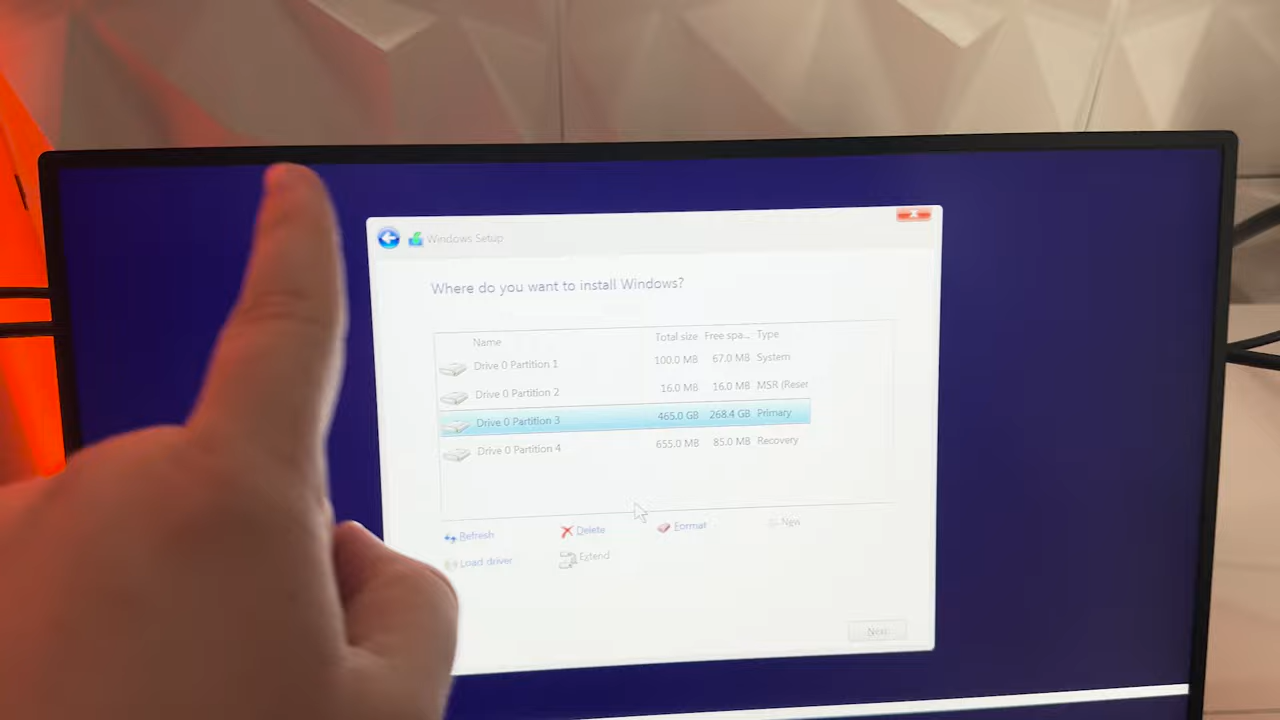 Windows Setup
Where do you want to install Windows?
Name Total size Free spa... Type
Drive 0 Partition 1 100.0 MB 67.0 MB System
Drive 0 Partition 2 16.0 MB 16.0 MB MSR (Reser
Drive 0 Partition 3 465.0 GB 268.4 GB Primary
Drive 0 Partition 4 655.0 MB 85.0 MB Recovery
Refresh Delete Format New
Load driver Extend
Next